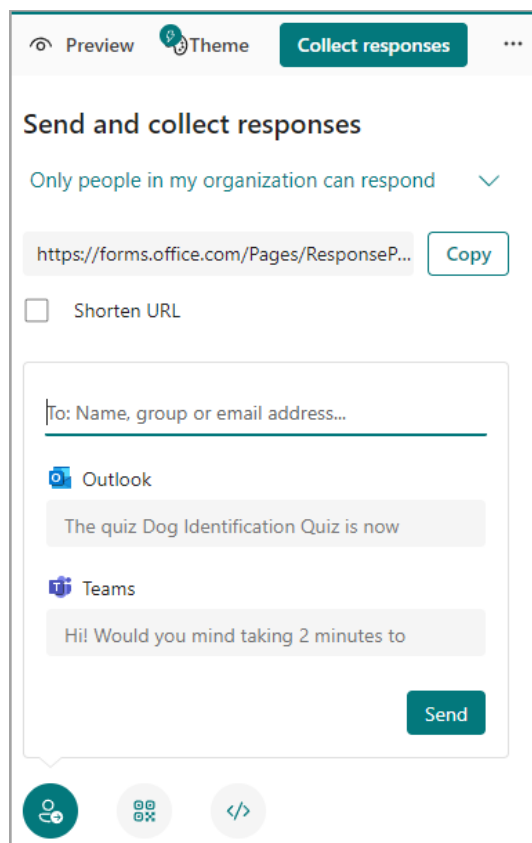 Preview
Theme
Collect responses
...
Send and collect responses
Only people in my organization can respond
https://forms.office.com/Pages/ResponseP...
Copy
Shorten URL
To: Name, group or email address...
Outlook
The quiz Dog Identification Quiz is now
Teams
Hi! Would you mind taking 2 minutes to
Send
</>